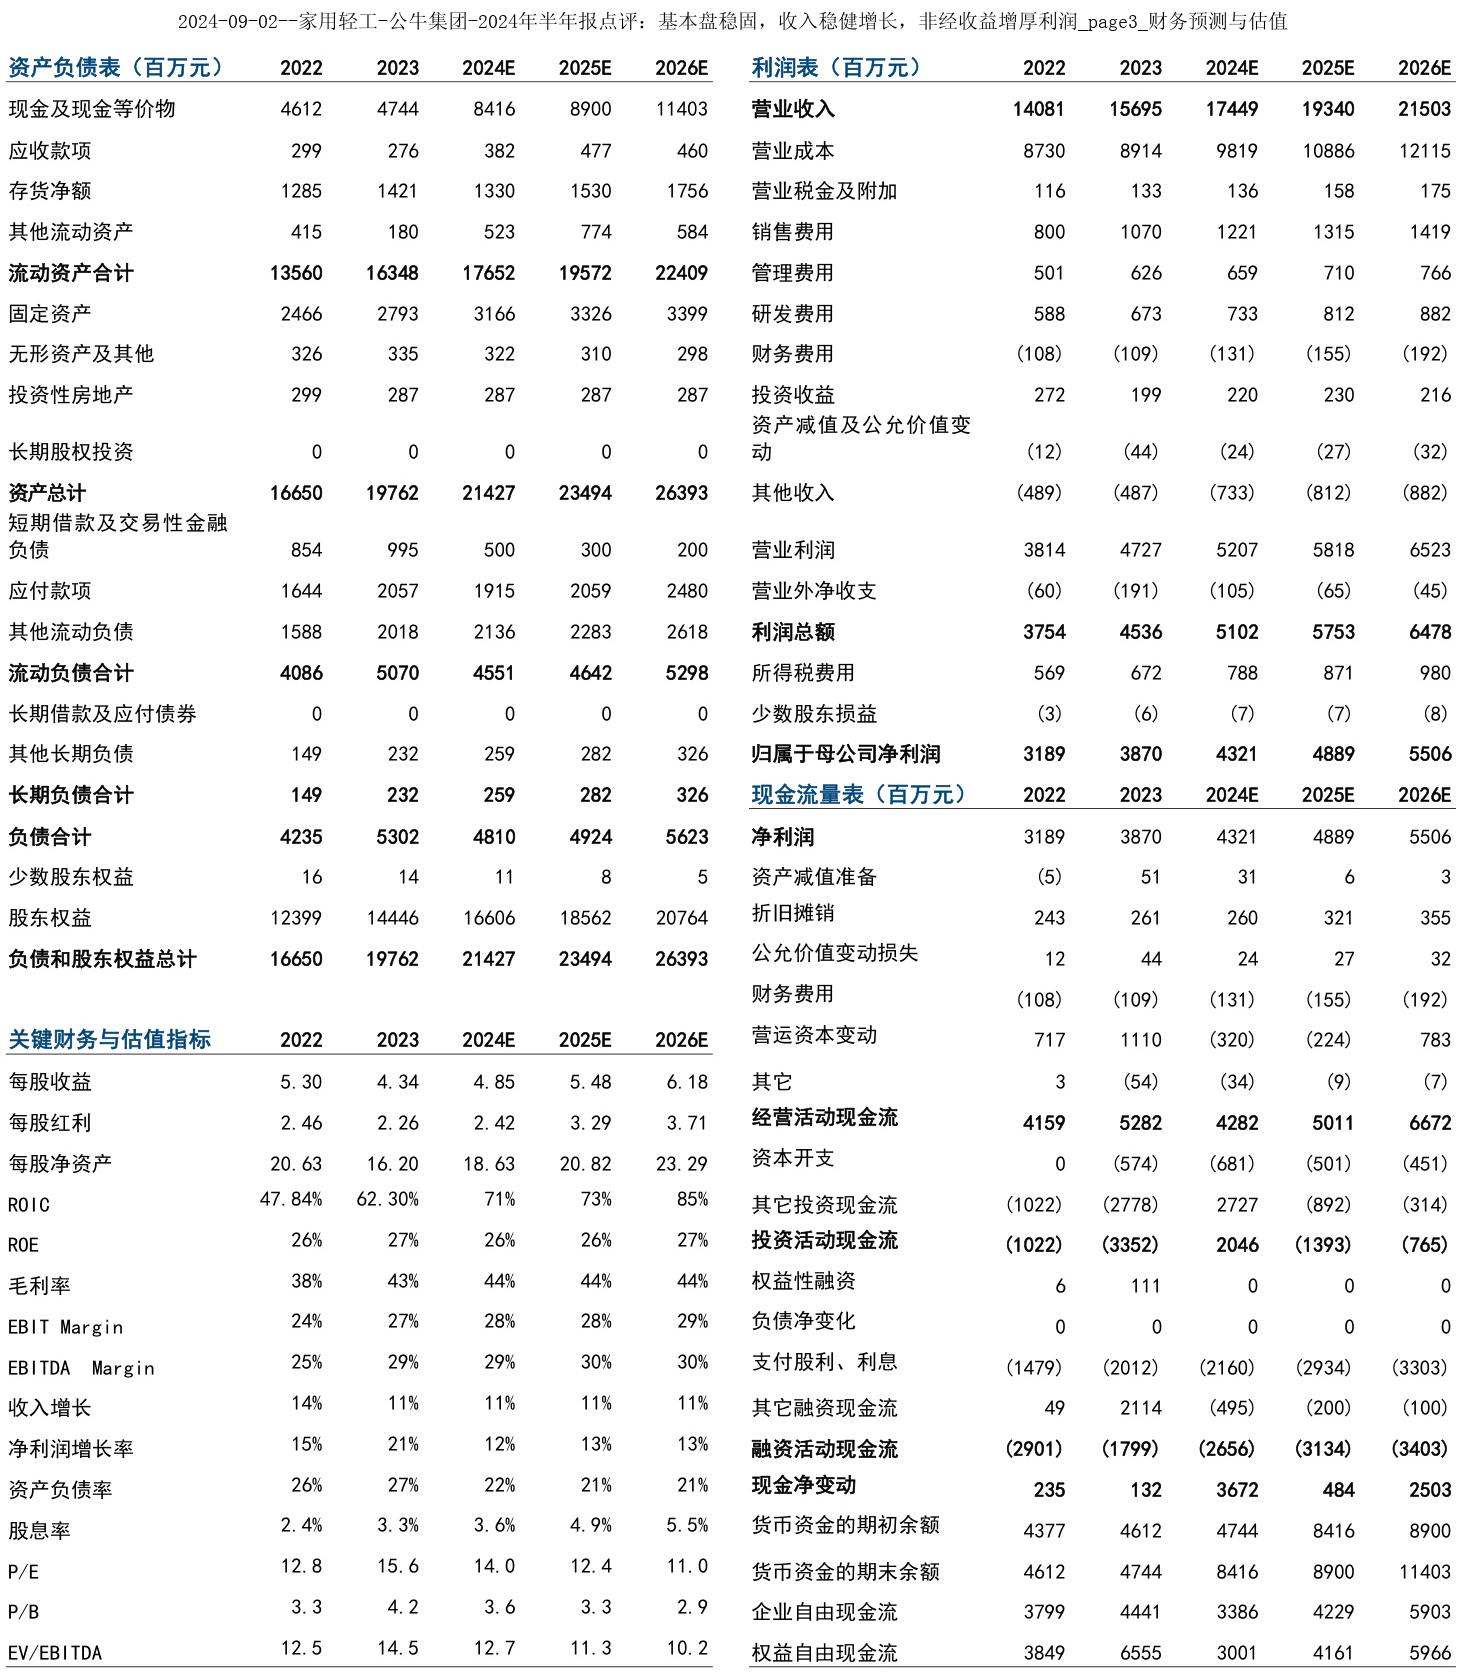 2024-09-02--家用轻工-公牛集团-2024年半年报点评：基本盘稳固，收入稳健增长，非经收益增厚利润_page3_财务预测与估值
资产负债表（百万元） 2022 2023 2024E 2025E 2026E
现金及现金等价物 4612 4744 8416 8900 11403
应收款项 299 276 382 477 460
存货净额 1285 1421 1330 1530 1756
其他流动资产 415 180 523 774 584
流动资产合计 13560 16348 17652 19572 22409
固定资产 2466 2793 3166 3326 3399
无形资产及其他 326 335 322 310 298
投资性房地产 299 287 287 287 287
长期股权投资 0 0 0 0 0
资产总计 16650 19762 21427 23494 26393
短期借款及交易性金融
负债 854 995 500 300 200
应付款项 1644 2057 1915 2059 2480
其他流动负债 1588 2018 2136 2283 2618
流动负债合计 4086 5070 4551 4642 5298
长期借款及应付债券 0 0 0 0 0
其他长期负债 149 232 259 282 326
长期负债合计 149 232 259 282 326
负债合计 4235 5302 4810 4924 5623
少数股东权益 16 14 11 8 5
股东权益 12399 14446 16606 18562 20764
负债和股东权益总计 16650 19762 21427 23494 26393
关键财务与估值指标 2022 2023 2024E 2025E 2026E
每股收益 5.30 4.34 4.85 5.48 6.18
每股红利 2.46 2.26 2.42 3.29 3.71
每股净资产 20.63 16.20 18.63 20.82 23.29
ROIC 47.84% 62.30% 71% 73% 85%
ROE 26% 27% 26% 26% 27%
毛利率 38% 43% 44% 44% 44%
EBIT Margin 24% 27% 28% 28% 29%
EBITDA Margin 25% 29% 29% 30% 30%
收入增长 14% 11% 11% 11% 11%
净利润增长率 15% 21% 12% 13% 13%
资产负债率 26% 27% 22% 21% 21%
股息率 2.4% 3.3% 3.6% 4.9% 5.5%
P/E 12.8 15.6 14.0 12.4 11.0
P/B 3.3 4.2 3.6 3.3 2.9
EV/EBITDA 12.5 14.5 12.7 11.3 10.2
利润表（百万元） 2022 2023 2024E 2025E 2026E
营业收入 14081 15695 17449 19340 21503
营业成本 8730 8914 9819 10886 12115
营业税金及附加 116 133 136 158 175
销售费用 800 1070 1221 1315 1419
管理费用 501 626 659 710 766
研发费用 588 673 733 812 882
财务费用 (108) (109) (131) (155) (192)
投资收益 272 199 220 230 216
资产减值及公允价值变
动 (12) (44) (24) (27) (32)
其他收入 (489) (487) (733) (812) (882)
营业利润 3814 4727 5207 5818 6523
营业外净收支 (60) (191) (105) (65) (45)
利润总额 3754 4536 5102 5753 6478
所得税费用 569 672 788 871 980
少数股东损益 (3) (6) (7) (7) (8)
归属于母公司净利润 3189 3870 4321 4889 5506
现金流量表（百万元） 2022 2023 2024E 2025E 2026E
净利润 3189 3870 4321 4889 5506
资产减值准备 (5) 51 31 6 3
折旧摊销 243 261 260 321 355
公允价值变动损失 12 44 24 27 32
财务费用 (108) (109) (131) (155) (192)
营运资本变动 717 1110 (320) (224) 783
其它 3 (54) (34) (9) (7)
经营活动现金流 4159 5282 4282 5011 6672
资本开支 0 (574) (681) (501) (451)
其它投资现金流 (1022) (2778) 2727 (892) (314)
投资活动现金流 (1022) (3352) 2046 (1393) (765)
权益性融资 6 111 0 0 0
负债净变化 0 0 0 0 0
支付股利、利息 (1479) (2012) (2160) (2934) (3303)
其它融资现金流 49 2114 (495) (200) (100)
融资活动现金流 (2901) (1799) (2656) (3134) (3403)
现金净变动 235 132 3672 484 2503
货币资金的期初余额 4377 4612 4744 8416 8900
货币资金的期末余额 4612 4744 8416 8900 11403
企业自由现金流 3799 4441 3386 4229 5903
权益自由现金流 3849 6555 3001 4161 5966